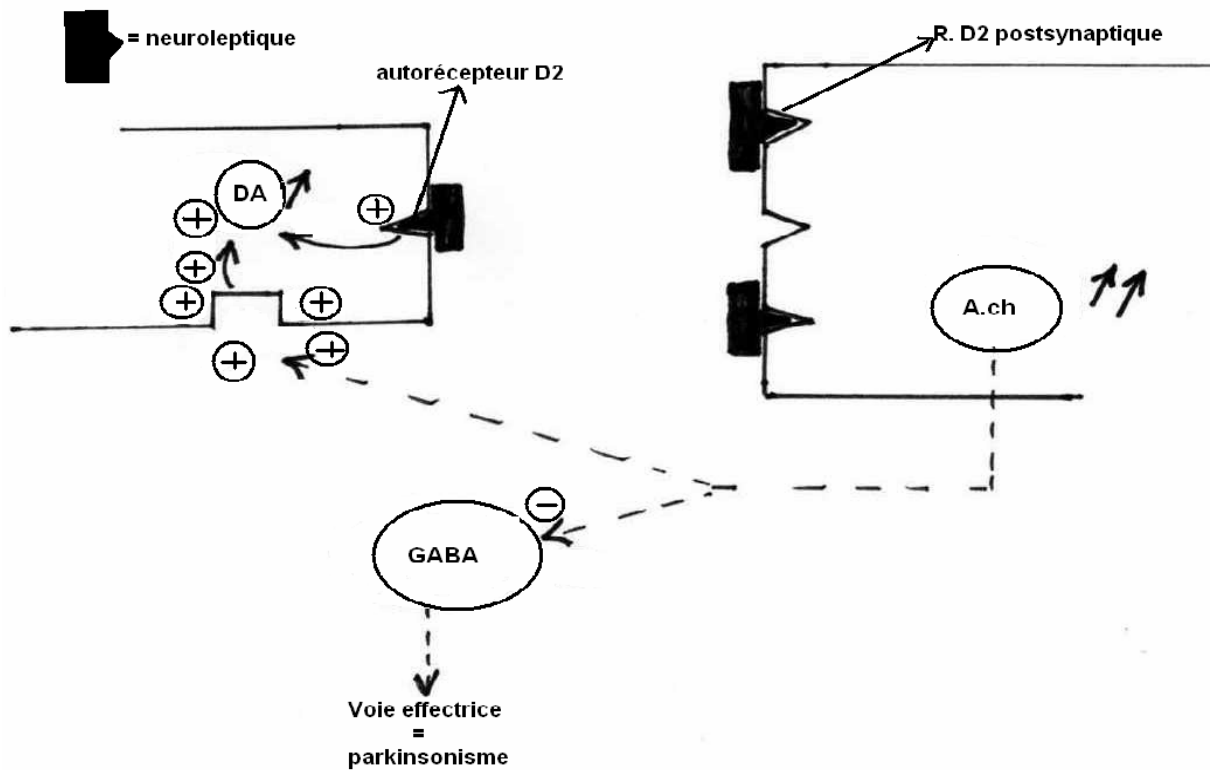 = neuroleptique
R. D2 postsynaptique
autorécepteur D2
DA
+
+
+
+
+
+
+
A.ch
-
GABA
Voie effectrice
=
parkinsonisme